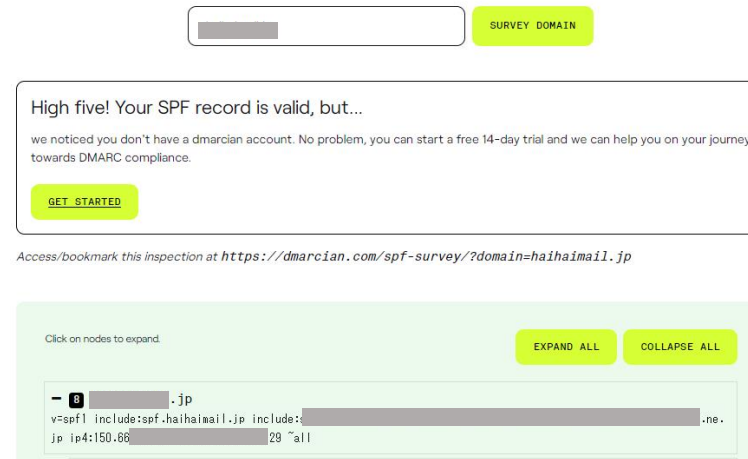 SURVEY DOMAIN
High five! Your SPF record is valid, but...
we noticed you don't have a dmarcian account. No problem, you can start a free 14-day trial and we can help you on your journey
towards DMARC compliance.
GET STARTED
Access/bookmark this inspection at https://dmarcian.com/spf-survey/?domain=haihaimail.jp
Click on nodes to expand.
EXPAND ALL
COLLAPSE ALL
− 8 .jp
v=spf1 include:spf.haihaimail.jp include: .ne.
jp ip4:150.66 29 ~all